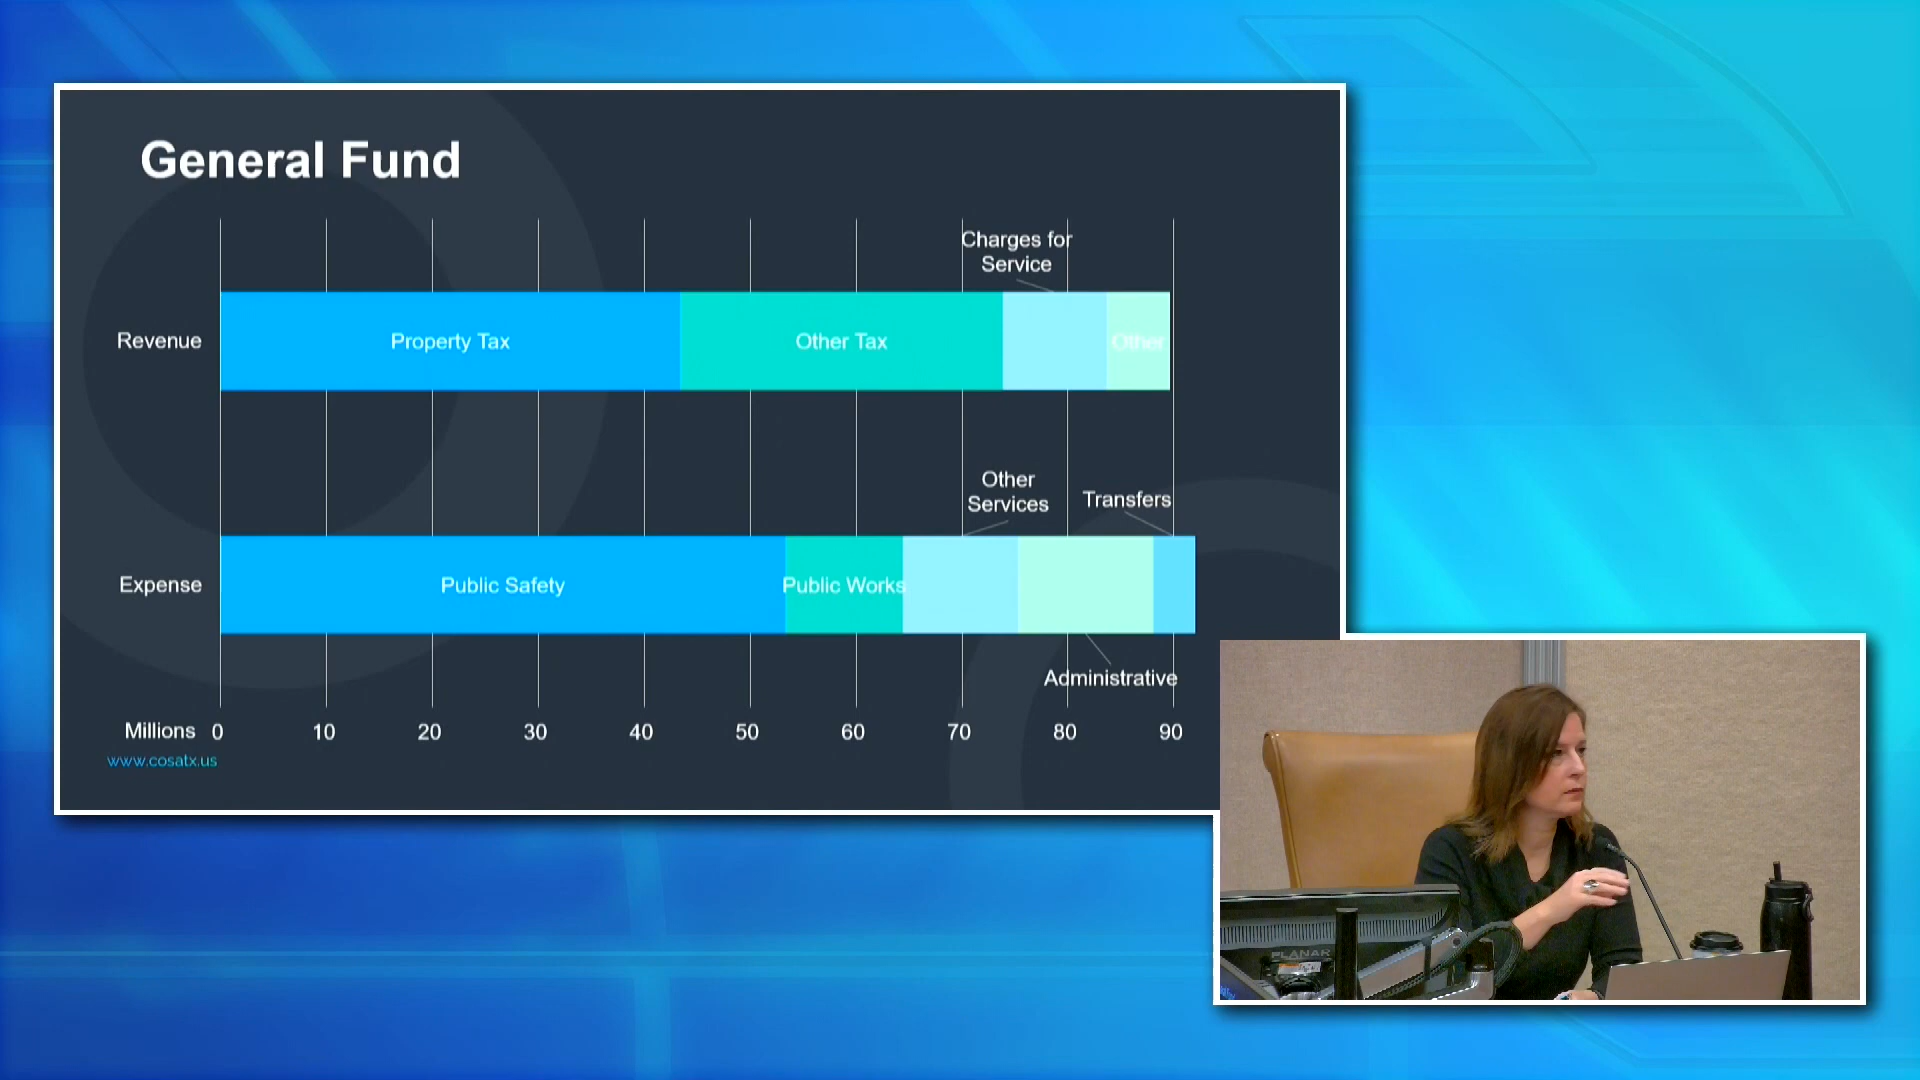 General Fund
Charges for
Service
Revenue
Property Tax
Other Tax
Other
Other
Services
Transfers
Expense
Public Safety
Public Works
Administrative
Millions 0 10 20 30 40 50 60 70 80 90
www.cosatx.us
PLANAR